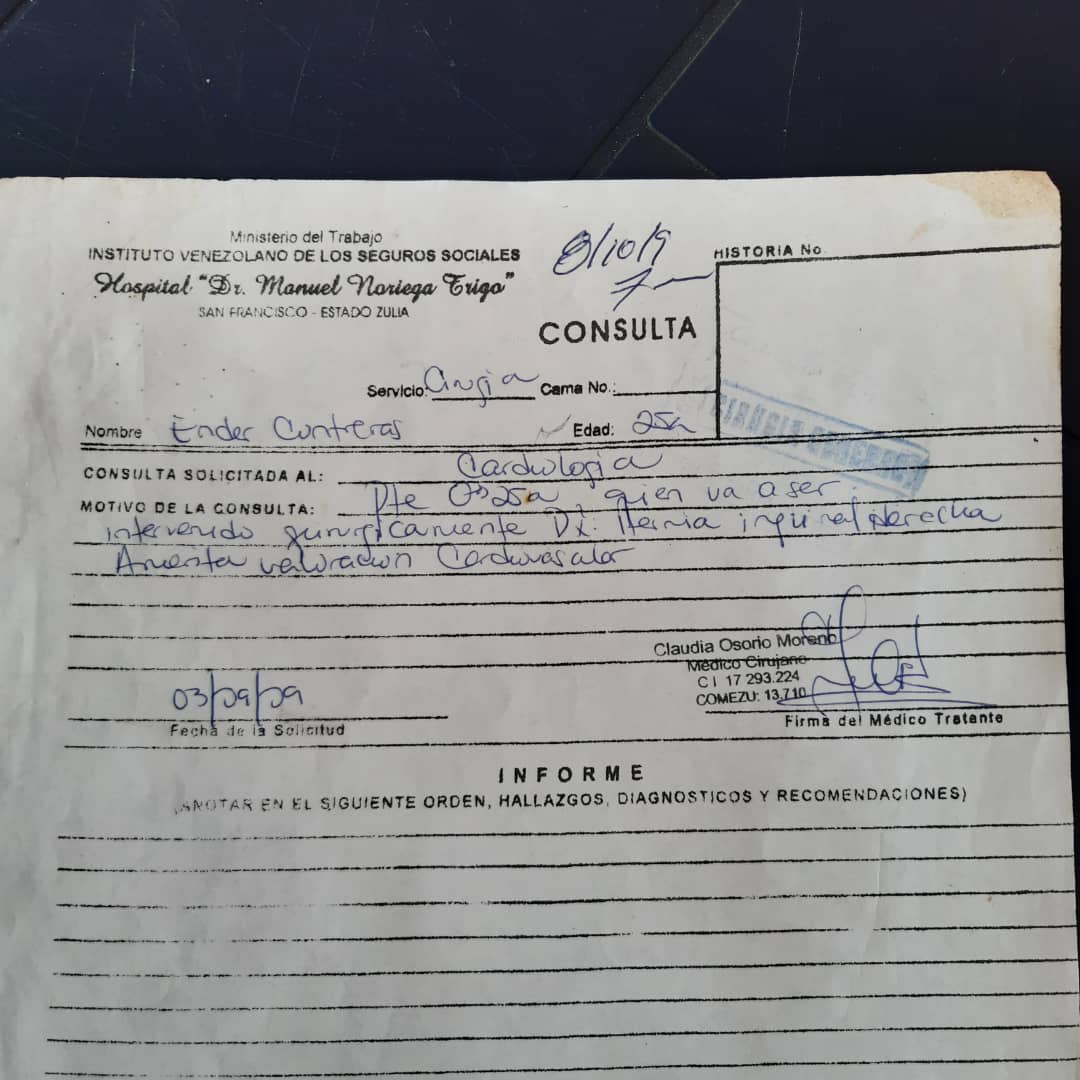 Ministerio del Trabajo
INSTITUTO VENEZOLANO DE LOS SEGUROS SOCIALES
Hospital "Dr. Manuel Noriega Trigo"
SAN FRANCISCO - ESTADO ZULIA
8/10/9
HISTORIA No.
CONSULTA
Servicio: Cirugia Cama No.:
CIRUGIA GENERAL
Nombre Ender Contreras Edad: 25a
CONSULTA SOLICITADA AL: Cardiologia
MOTIVO DE LA CONSULTA: Pte 25a, quien va a ser
intervenido quirurgicamente Dx: Hernia inguinal derecha
Amerita valoracion Cardiovascular
Claudia Osorio Moreno
Médico Cirujano
C I 17 293.224
COMEZU: 13,710
03/09/09
Fecha de la Solicitud
Firma del Médico Tratante
INFORME
(ANOTAR EN EL SIGUIENTE ORDEN, HALLAZGOS, DIAGNOSTICOS Y RECOMENDACIONES)